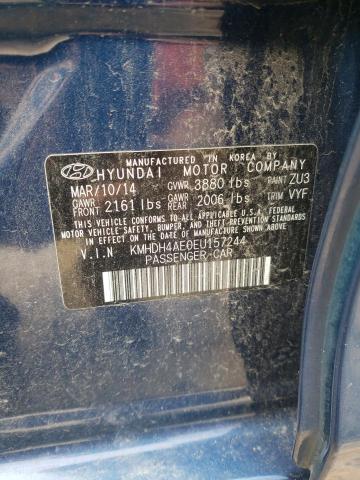 MANUFACTURED IN KOREA BY
HYUNDAI MOTOR COMPANY
MAR/10/14 GVWR 3880 lbs PAINT ZU3
GAWR FRONT 2161 lbs GAWR REAR 2006 lbs TRIM VYF
THIS VEHICLE CONFORMS TO ALL APPLICABLE U.S. FEDERAL
MOTOR VEHICLE SAFETY, BUMPER, AND THEFT PREVENTION
STANDARDS IN EFFECT ON THE DATE OF MANUFACTURE SHOWN
ABOVE.
V.I.N KMHDH4AE0EU157244
PASSENGER-CAR